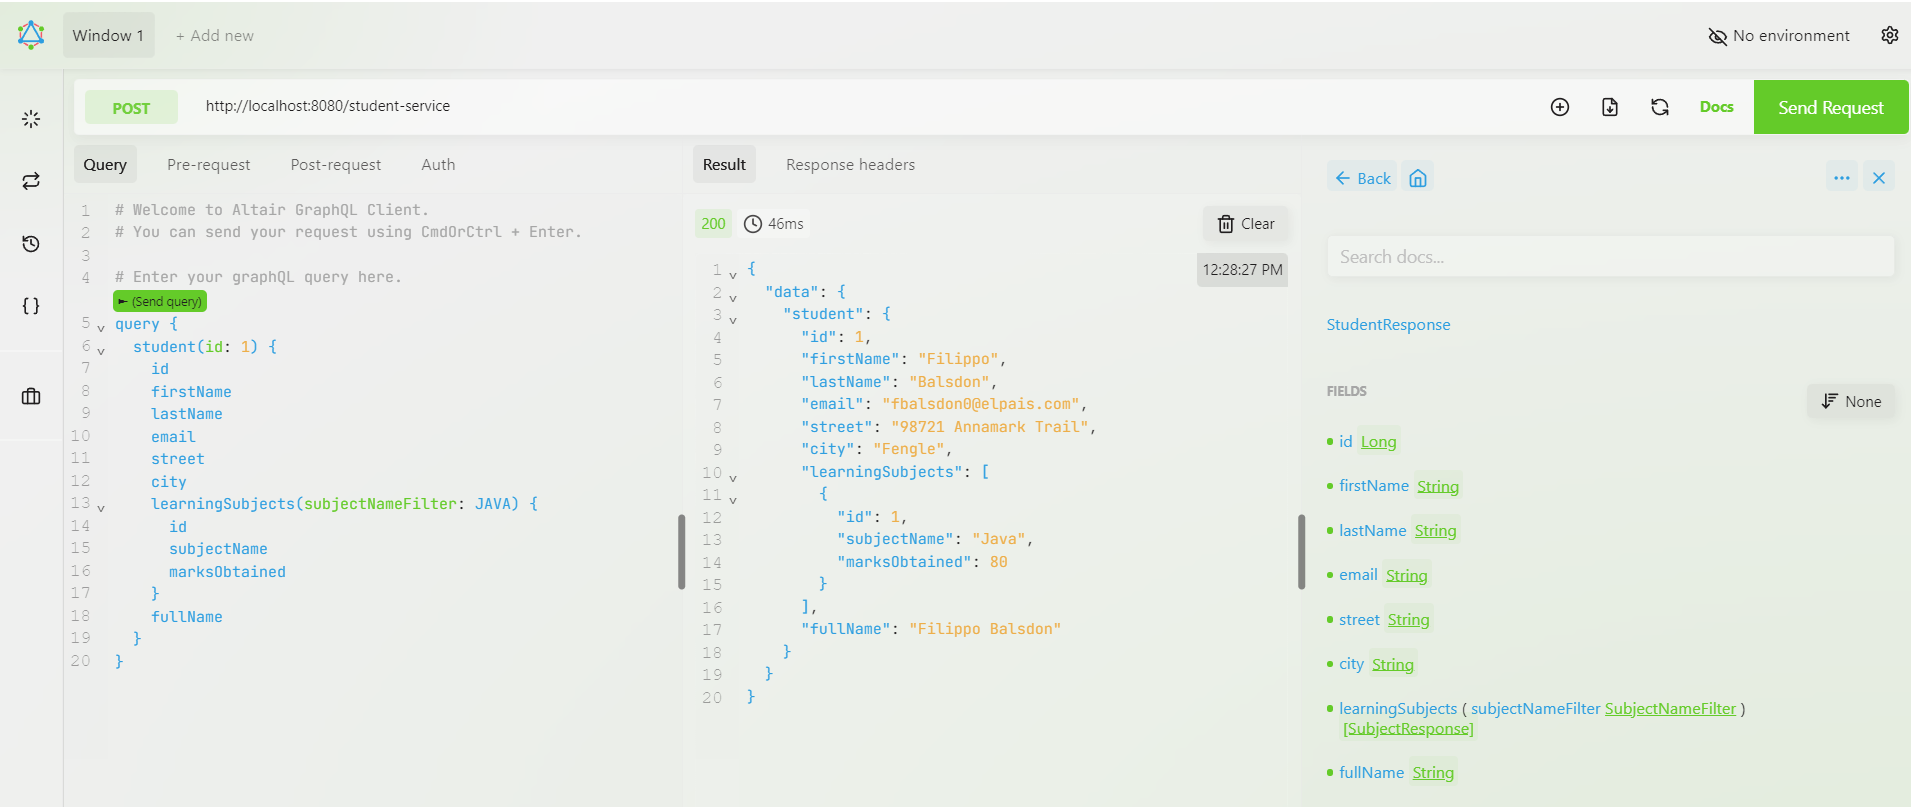 Window 1
+ Add new
No environment
POST
http://localhost:8080/student-service
Docs
Send Request
Query
Pre-request
Post-request
Auth
1 # Welcome to Altair GraphQL Client.
2 # You can send your request using CmdOrCtrl + Enter.
3
4 # Enter your graphQL query here.
(Send query)
5 query {
6 student(id: 1) {
7 id
8 firstName
9 lastName
10 email
11 street
12 city
13 learningSubjects(subjectNameFilter: JAVA) {
14 id
15 subjectName
16 marksObtained
17 }
18 fullName
19 }
20 }
Result
Response headers
200
46ms
Clear
12:28:27 PM
1 {
2 "data": {
3 "student": {
4 "id": 1,
5 "firstName": "Filippo",
6 "lastName": "Balsdon",
7 "email": "fbalsdon0@elpais.com",
8 "street": "98721 Annamark Trail",
9 "city": "Fengle",
10 "learningSubjects": [
11 {
12 "id": 1,
13 "subjectName": "Java",
14 "marksObtained": 80
15 }
16 ],
17 "fullName": "Filippo Balsdon"
18 }
19 }
20 }
Back
Search docs...
StudentResponse
FIELDS
None
id Long
firstName String
lastName String
email String
street String
city String
learningSubjects ( subjectNameFilter SubjectNameFilter )
[SubjectResponse]
fullName String